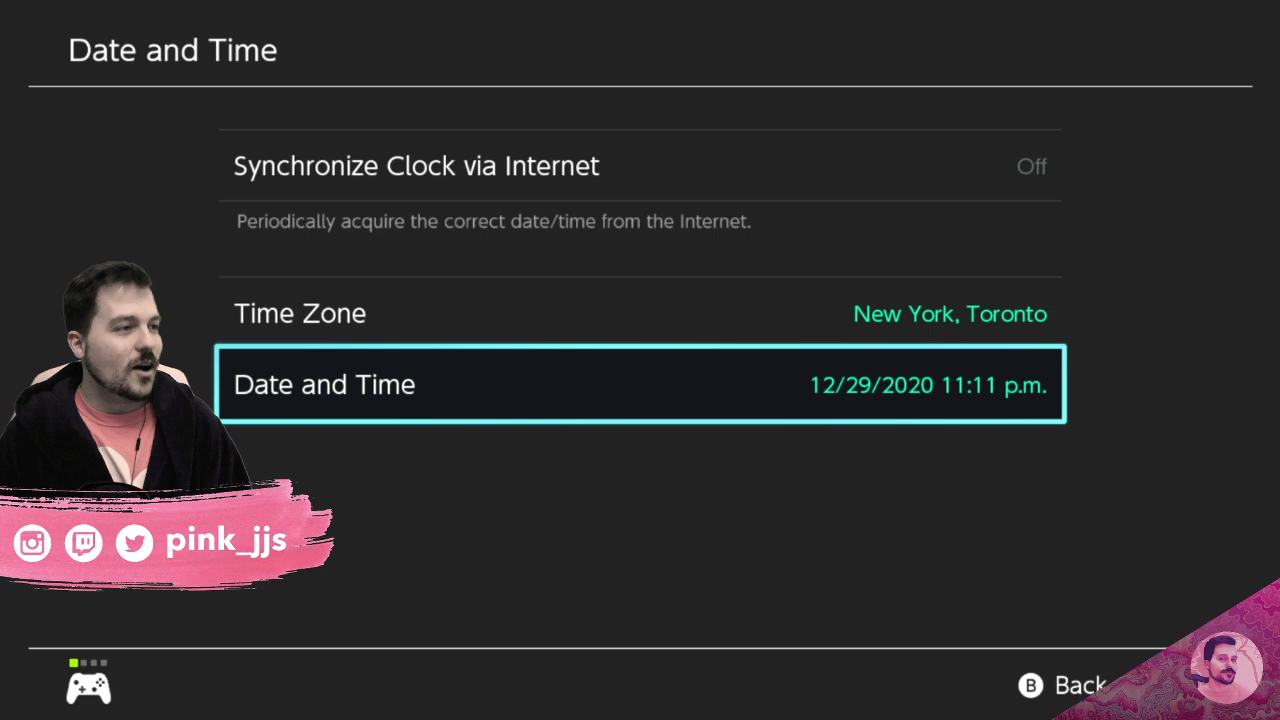 Date and Time
Synchronize Clock via Internet Off
Periodically acquire the correct date/time from the Internet.
Time Zone New York, Toronto
Date and Time 12/29/2020 11:11 p.m.
pink_jjs
B Back